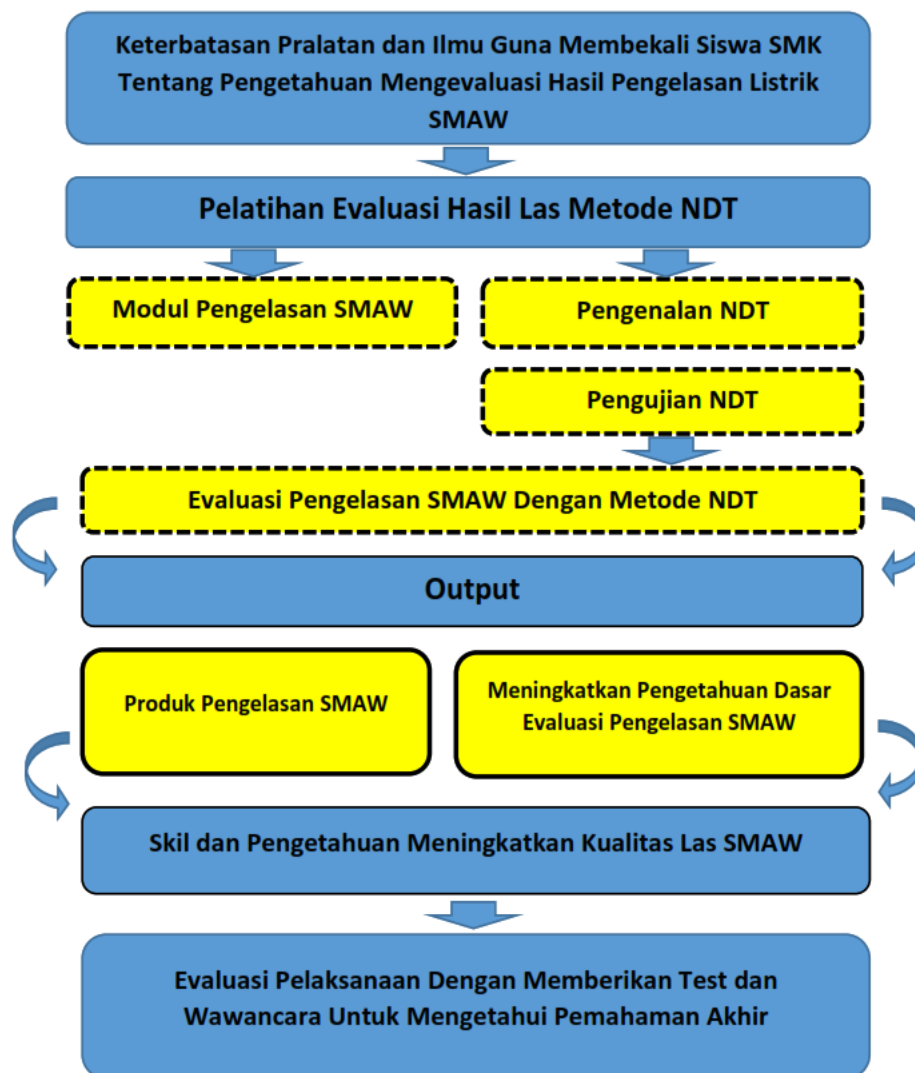 Keterbatasan Pralatan dan Ilmu Guna Membekali Siswa SMK
Tentang Pengetahuan Mengevaluasi Hasil Pengelasan Listrik
SMAW
Pelatihan Evaluasi Hasil Las Metode NDT
Modul Pengelasan SMAW
Pengenalan NDT
Pengujian NDT
Evaluasi Pengelasan SMAW Dengan Metode NDT
Output
Produk Pengelasan SMAW
Meningkatkan Pengetahuan Dasar
Evaluasi Pengelasan SMAW
Skil dan Pengetahuan Meningkatkan Kualitas Las SMAW
Evaluasi Pelaksanaan Dengan Memberikan Test dan
Wawancara Untuk Mengetahui Pemahaman Akhir